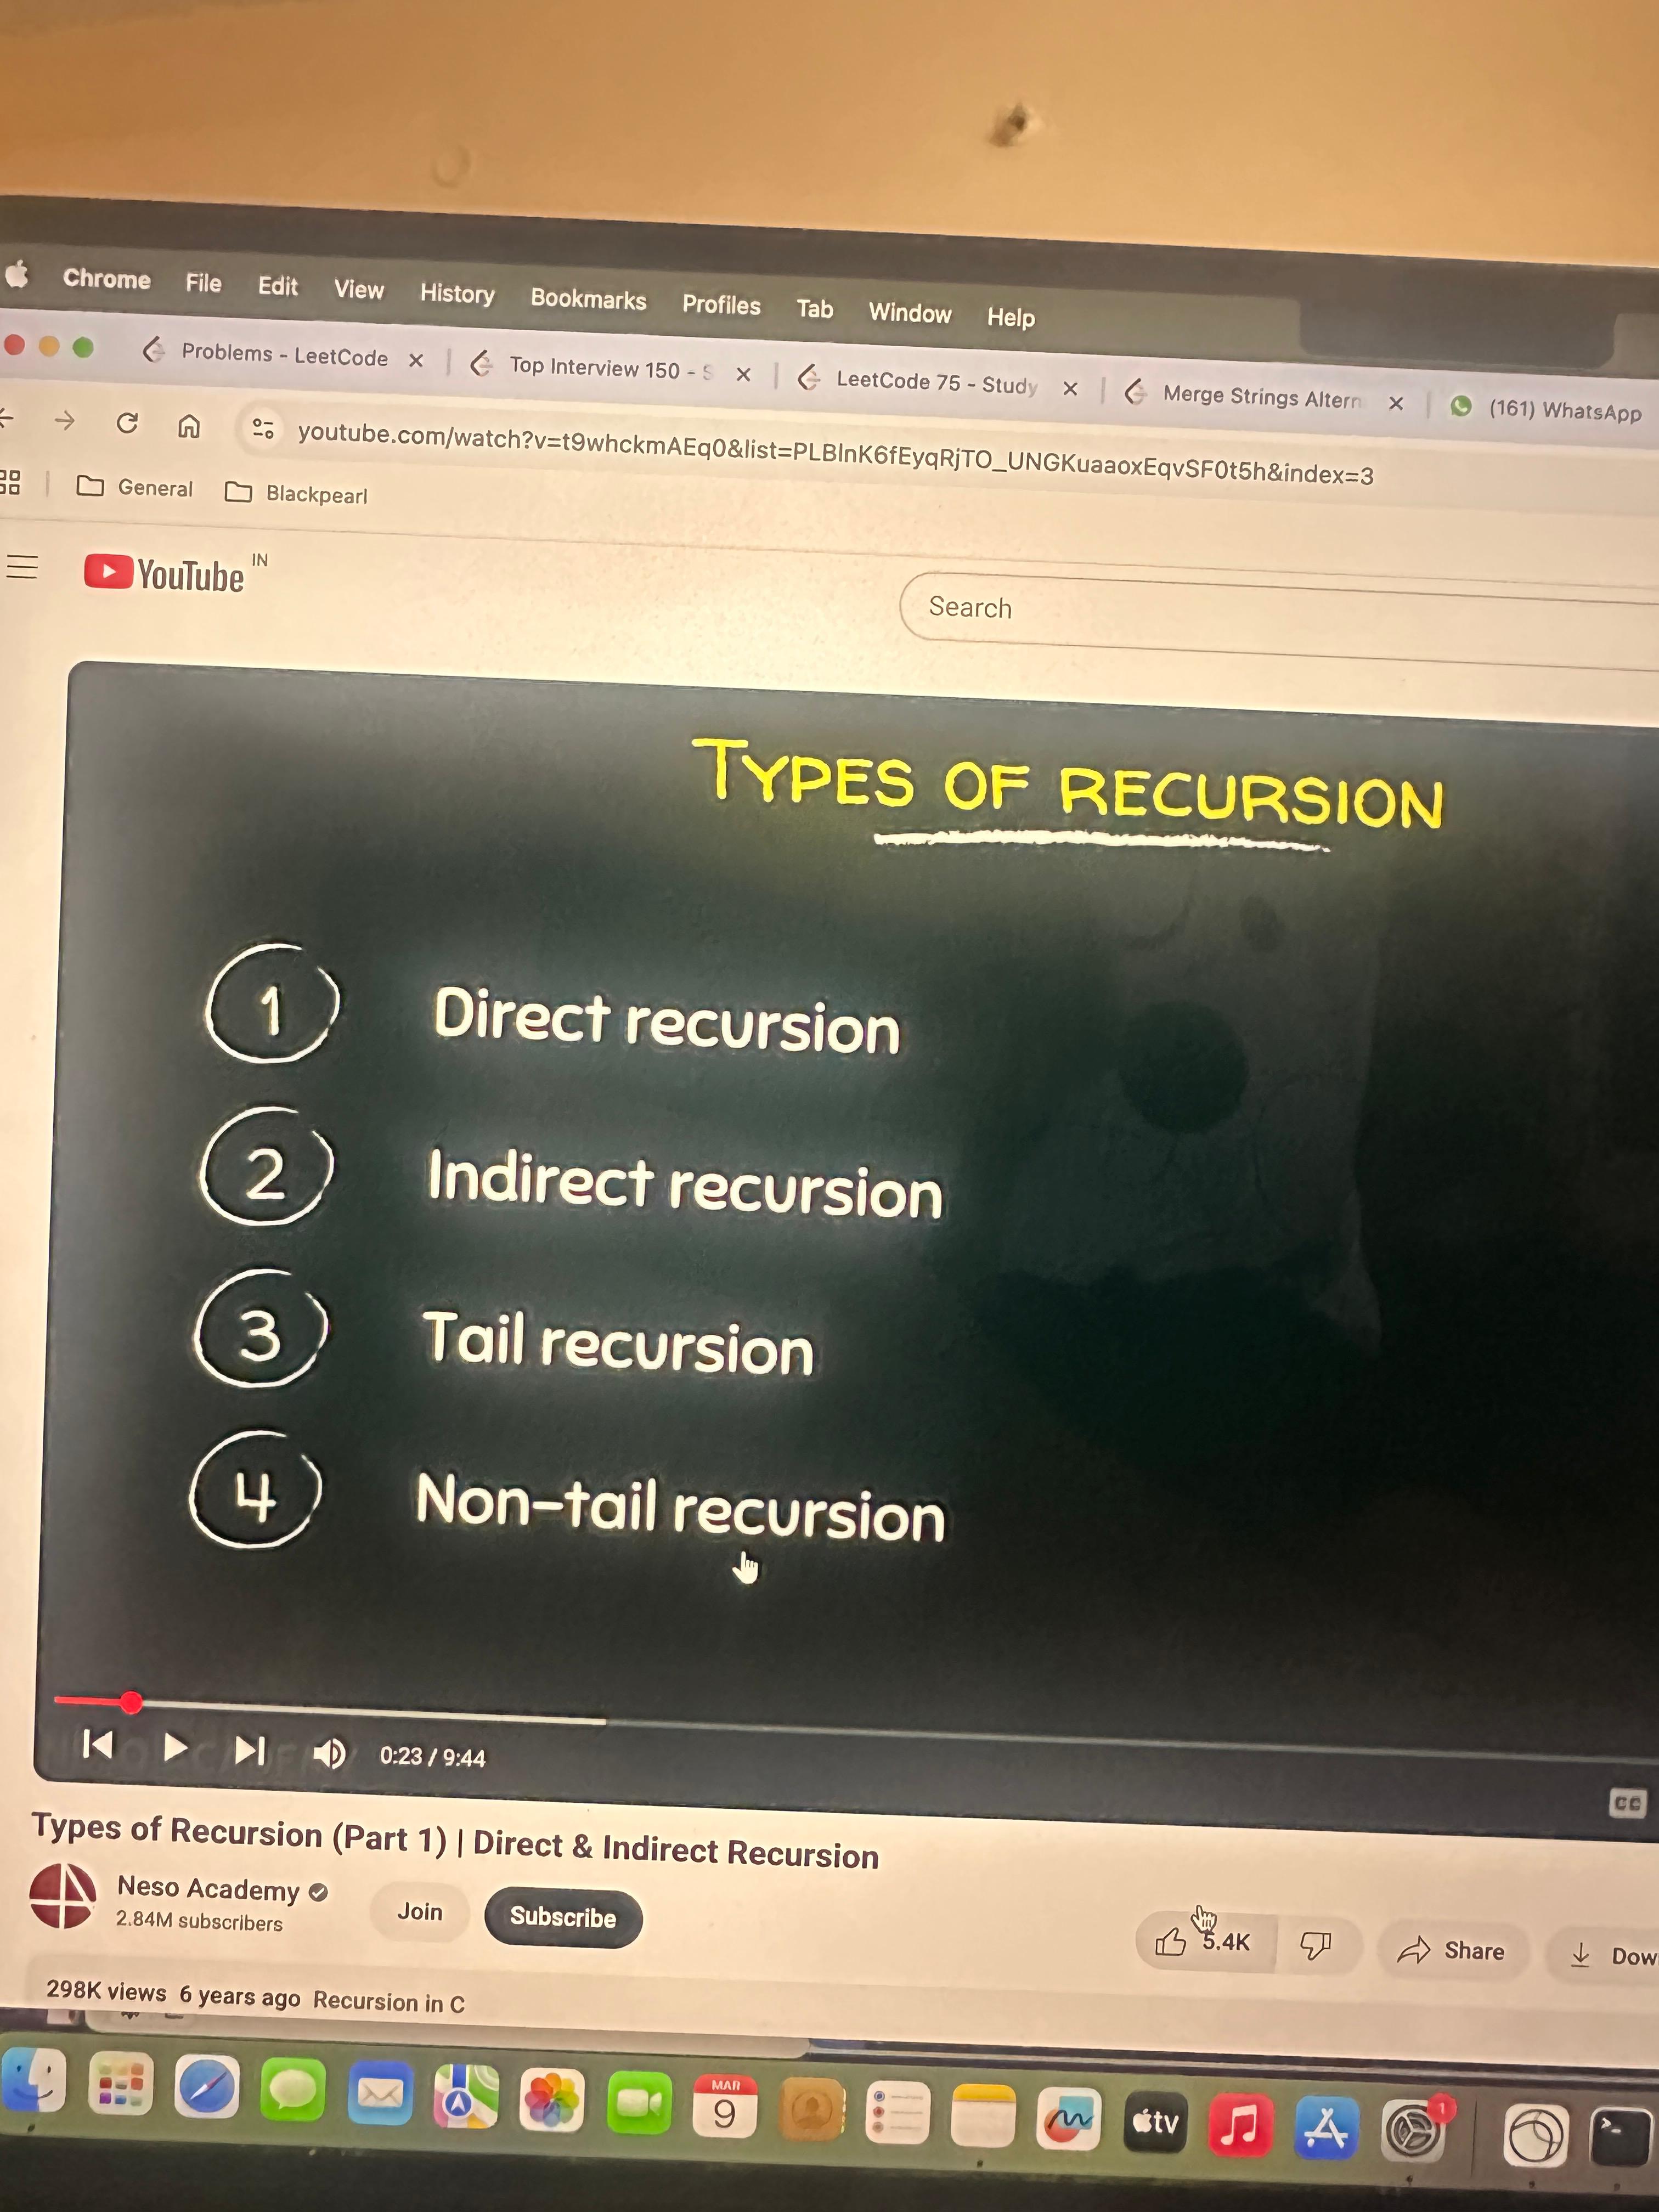 Chrome File Edit View History Bookmarks Profiles Tab Window Help
Problems - LeetCode Top Interview 150 - S LeetCode 75 - Study Merge Strings Altern (161) WhatsApp
youtube.com/watch?v=t9whckmAEq0&list=PLBlnK6fEyqRjTO_UNGKuaaoxEqvSF0t5h&index=3
General Blackpearl
YouTube IN
Search
TYPES OF RECURSION
1 Direct recursion
2 Indirect recursion
3 Tail recursion
4 Non-tail recursion
0:23 / 9:44
CC
Types of Recursion (Part 1) | Direct & Indirect Recursion
Neso Academy
2.84M subscribers
Join
Subscribe
5.4K
Share
Dow
298K views 6 years ago Recursion in C
MAR
9
tv
1
>_